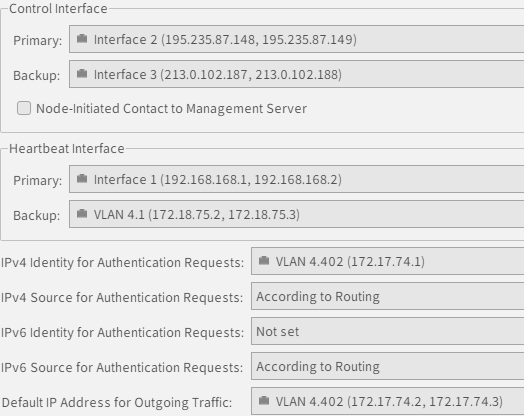 Control Interface
Primary: Interface 2 (195.235.87.148, 195.235.87.149)
Backup: Interface 3 (213.0.102.187, 213.0.102.188)
Node-Initiated Contact to Management Server
Heartbeat Interface
Primary: Interface 1 (192.168.168.1, 192.168.168.2)
Backup: VLAN 4.1 (172.18.75.2, 172.18.75.3)
IPv4 Identity for Authentication Requests: VLAN 4.402 (172.17.74.1)
IPv4 Source for Authentication Requests: According to Routing
IPv6 Identity for Authentication Requests: Not set
IPv6 Source for Authentication Requests: According to Routing
Default IP Address for Outgoing Traffic: VLAN 4.402 (172.17.74.2, 172.17.74.3)